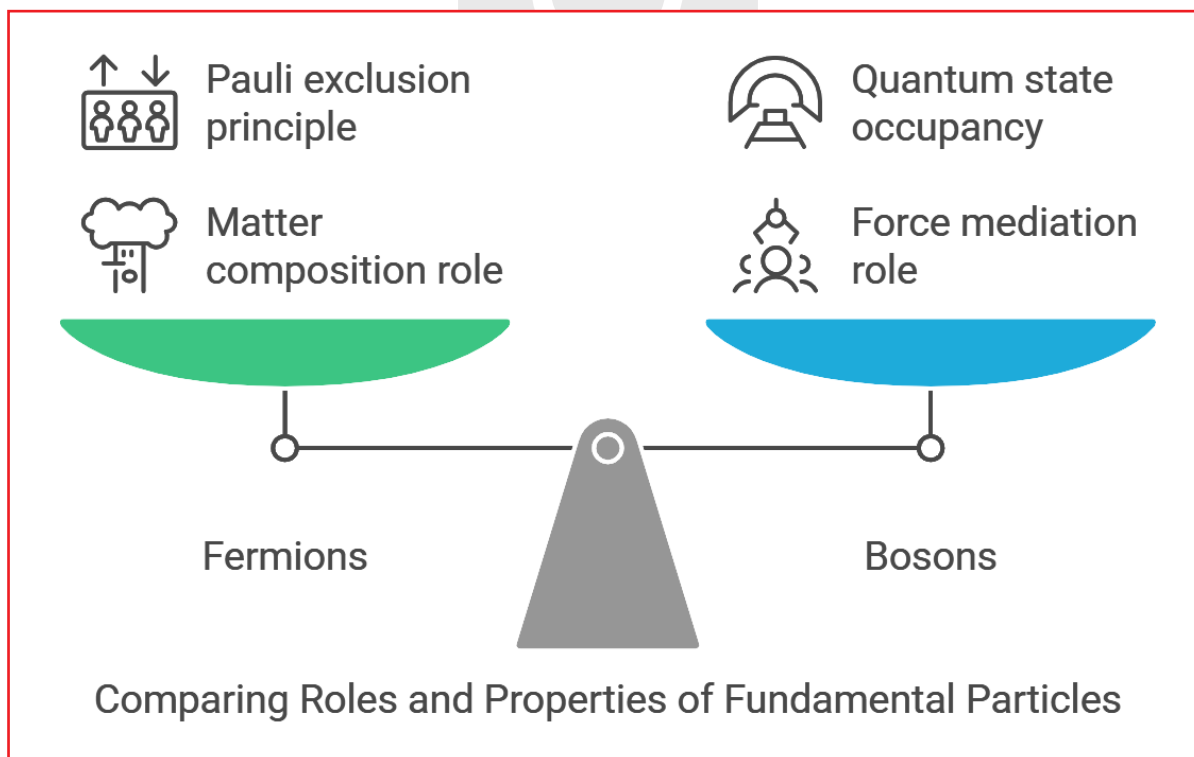 Pauli exclusion
principle
Matter
composition role
Quantum state
occupancy
Force mediation
role
Fermions
Bosons
Comparing Roles and Properties of Fundamental Particles